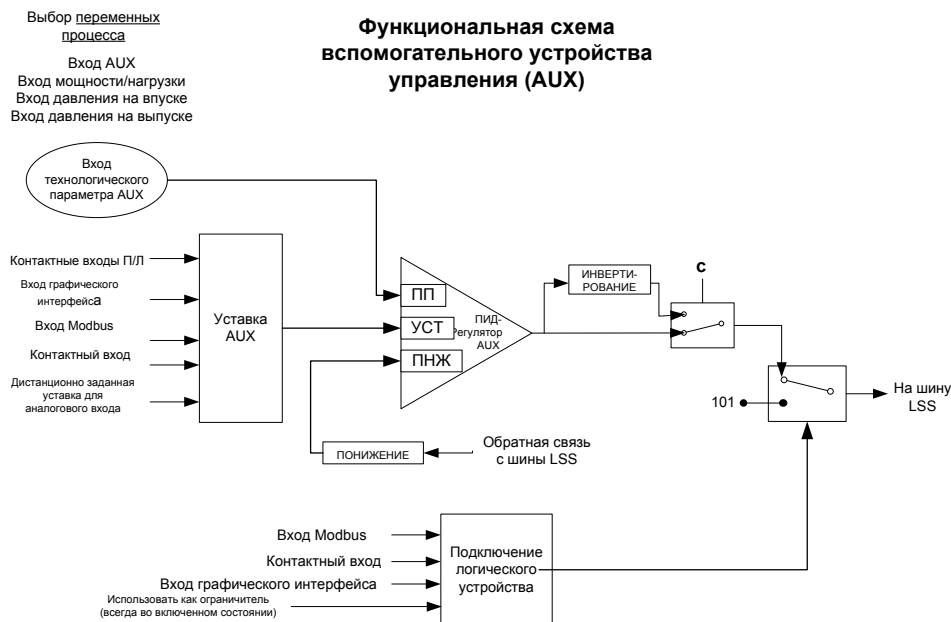 Выбор переменных
процесса
Вход AUX
Вход мощности/нагрузки
Вход давления на впуске
Вход давления на выпуске
Функциональная схема
вспомогательного устройства
управления (AUX)
Вход
технологического
параметра AUX
Контактные входы П/Л
Вход графического
интерфейса
Вход Modbus
Контактный вход
Дистанционно заданная
уставка для
аналогового входа
Уставка
AUX
ПП
УСТ
ПНЖ
ПИД-
Регулятор
AUX
ИНВЕРТИ-
РОВАНИЕ
с
101
На шину
LSS
ПОНИЖЕНИЕ
Обратная связь
с шины LSS
Вход Modbus
Контактный вход
Вход графического интерфейса
Использовать как ограничитель
(всегда во включенном состоянии)
Подключение
логического
устройства